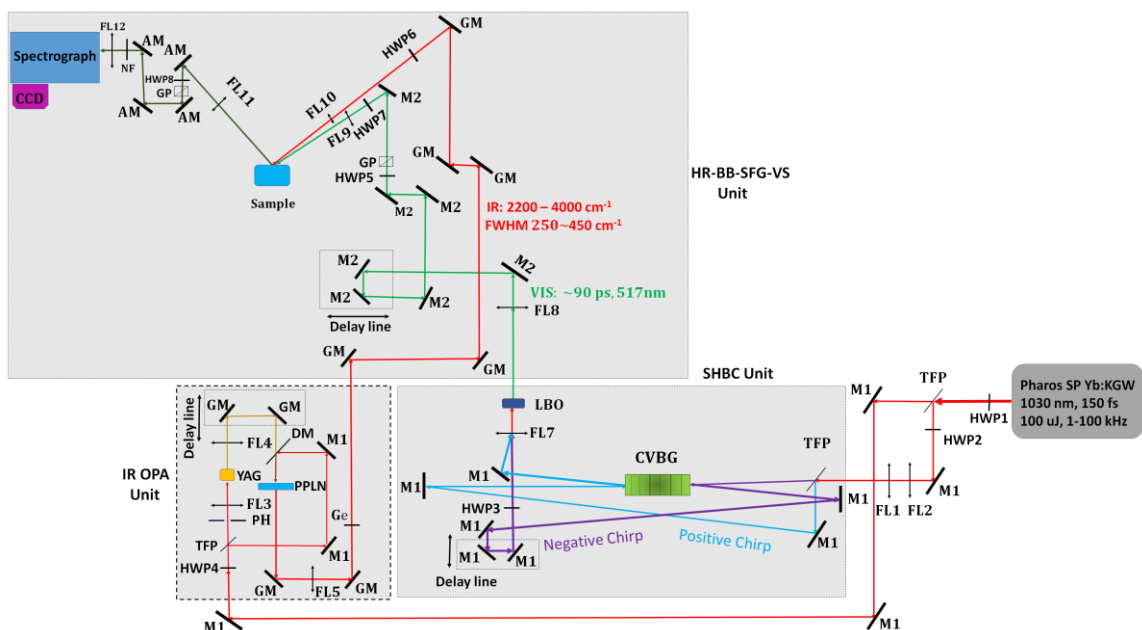 FL12
Spectrograph
CCD
NF
AM
AM
HWP8
GP
AM
AM
FL11
Sample
FL10
FL9
HWP7
HWP6
GM
M2
GP
HWP5
M2
M2
GM
GM
HR-BB-SFG-VS
Unit
IR: 2200 – 4000 cm-1
FWHM 250~450 cm-1
M2
M2
M2
Delay line
M2
VIS: ~90 ps, 517nm
FL8
GM
GM
SHBC Unit
LBO
FL7
M1
CVBG
M1
TFP
M1
HWP3
M1
M1
M1
Delay line
Negative Chirp
Positive Chirp
M1
FL1
FL2
M1
HWP2
TFP
M1
HWP1
Pharos SP Yb:KGW
1030 nm, 150 fs
100 uJ, 1-100 kHz
Delay line
GM
GM
DM
M1
FL4
YAG
PPLN
IR OPA
Unit
FL3
PH
Ge
TFP
M1
HWP4
GM
FL5
GM
M1
M1